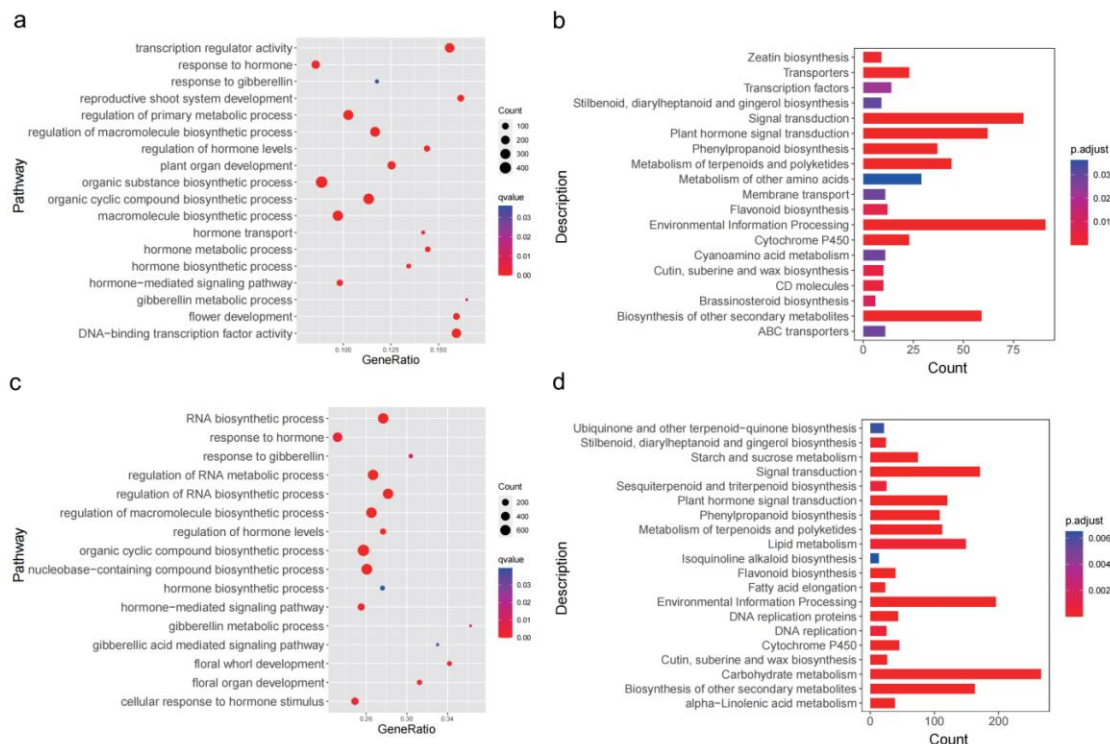 a
transcription regulator activity
response to hormone
response to gibberellin
reproductive shoot system development
regulation of primary metabolic process
regulation of macromolecule biosynthetic process
regulation of hormone levels
plant organ development
organic substance biosynthetic process
organic cyclic compound biosynthetic process
macromolecule biosynthetic process
hormone transport
hormone metabolic process
hormone biosynthetic process
hormone-mediated signaling pathway
gibberellin metabolic process
flower development
DNA-binding transcription factor activity
Pathway
0.100 0.125 0.150
GeneRatio
Count
100
200
300
400
qvalue
0.03
0.02
0.01
0.00
b
Zeatin biosynthesis
Transporters
Transcription factors
Stilbenoid, diarylheptanoid and gingerol biosynthesis
Signal transduction
Plant hormone signal transduction
Phenylpropanoid biosynthesis
Metabolism of terpenoids and polyketides
Metabolism of other amino acids
Membrane transport
Flavonoid biosynthesis
Environmental Information Processing
Cytochrome P450
Cyanoamino acid metabolism
Cutin, suberine and wax biosynthesis
CD molecules
Brassinosteroid biosynthesis
Biosynthesis of other secondary metabolites
ABC transporters
Description
0 25 50 75
Count
p.adjust
0.03
0.02
0.01
c
RNA biosynthetic process
response to hormone
response to gibberellin
regulation of RNA metabolic process
regulation of RNA biosynthetic process
regulation of macromolecule biosynthetic process
regulation of hormone levels
organic cyclic compound biosynthetic process
nucleobase-containing compound biosynthetic process
hormone biosynthetic process
hormone-mediated signaling pathway
gibberellin metabolic process
gibberellic acid mediated signaling pathway
floral whorl development
floral organ development
cellular response to hormone stimulus
Pathway
0.26 0.30 0.34
GeneRatio
Count
200
400
600
qvalue
0.03
0.02
0.01
0.00
d
Ubiquinone and other terpenoid-quinone biosynthesis
Stilbenoid, diarylheptanoid and gingerol biosynthesis
Starch and sucrose metabolism
Signal transduction
Sesquiterpenoid and triterpenoid biosynthesis
Plant hormone signal transduction
Phenylpropanoid biosynthesis
Metabolism of terpenoids and polyketides
Lipid metabolism
Isoquinoline alkaloid biosynthesis
Flavonoid biosynthesis
Fatty acid elongation
Environmental Information Processing
DNA replication proteins
DNA replication
Cytochrome P450
Cutin, suberine and wax biosynthesis
Carbohydrate metabolism
Biosynthesis of other secondary metabolites
alpha-Linolenic acid metabolism
Description
0 100 200
Count
p.adjust
0.006
0.004
0.002